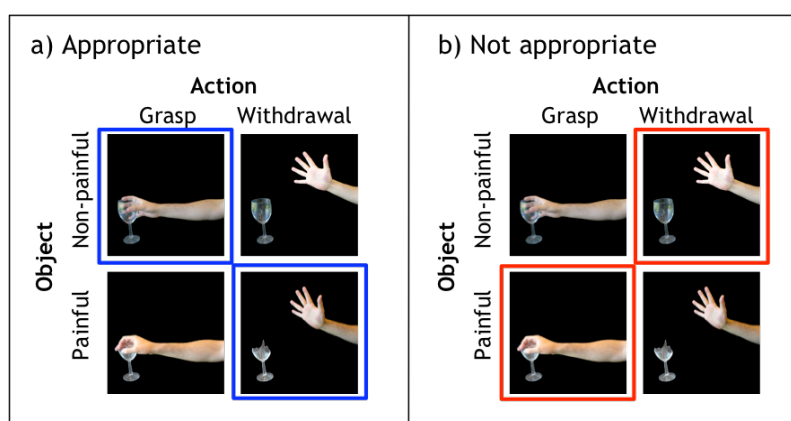 a) Appropriate
Action
Grasp Withdrawal
Object
Non-painful
Painful
b) Not appropriate
Action
Grasp Withdrawal
Object
Non-painful
Painful